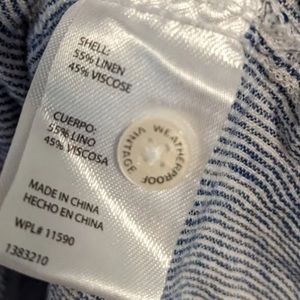 SHELL:
55% LINEN
45% VISCOSE
CUERPO:
55% LINO
45% VISCOSA
WEATHERPROOF VINTAGE
MADE IN CHINA
HECHO EN CHINA
WPL# 11590
1383210